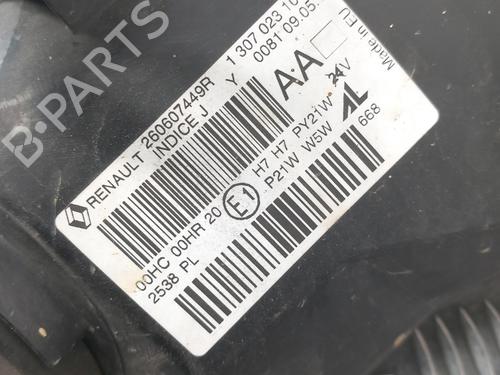 B-PARTS
RENAULT 260607449R
INDICE J
1 307 023 10
Y 0081 09.05.
A:A
Made in EU
00HC 00HR 20
2538 PL
E1
H7 H7 PY21W 24V
P21W W5W
AL
668